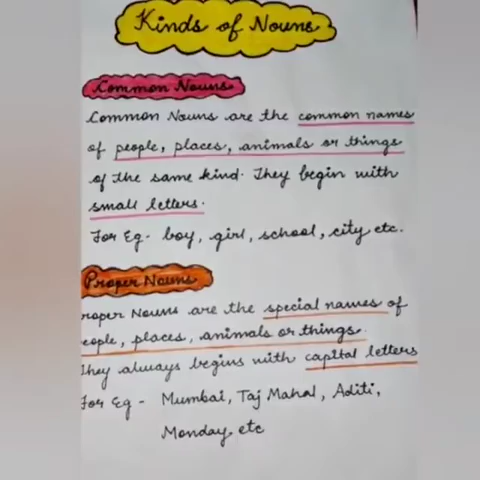 Kinds of Nouns
Common Nouns
Common Nouns are the common names
of people, places, animals or things
of the same kind. They begin with
small letters.
For Eg- boy, girl, school, city etc.
Proper Nouns
roper Nouns are the special names of
eople, places, animals or things.
They always begins with capital letters
For Eg - Mumbai, Taj Mahal, Aditi,
Monday etc